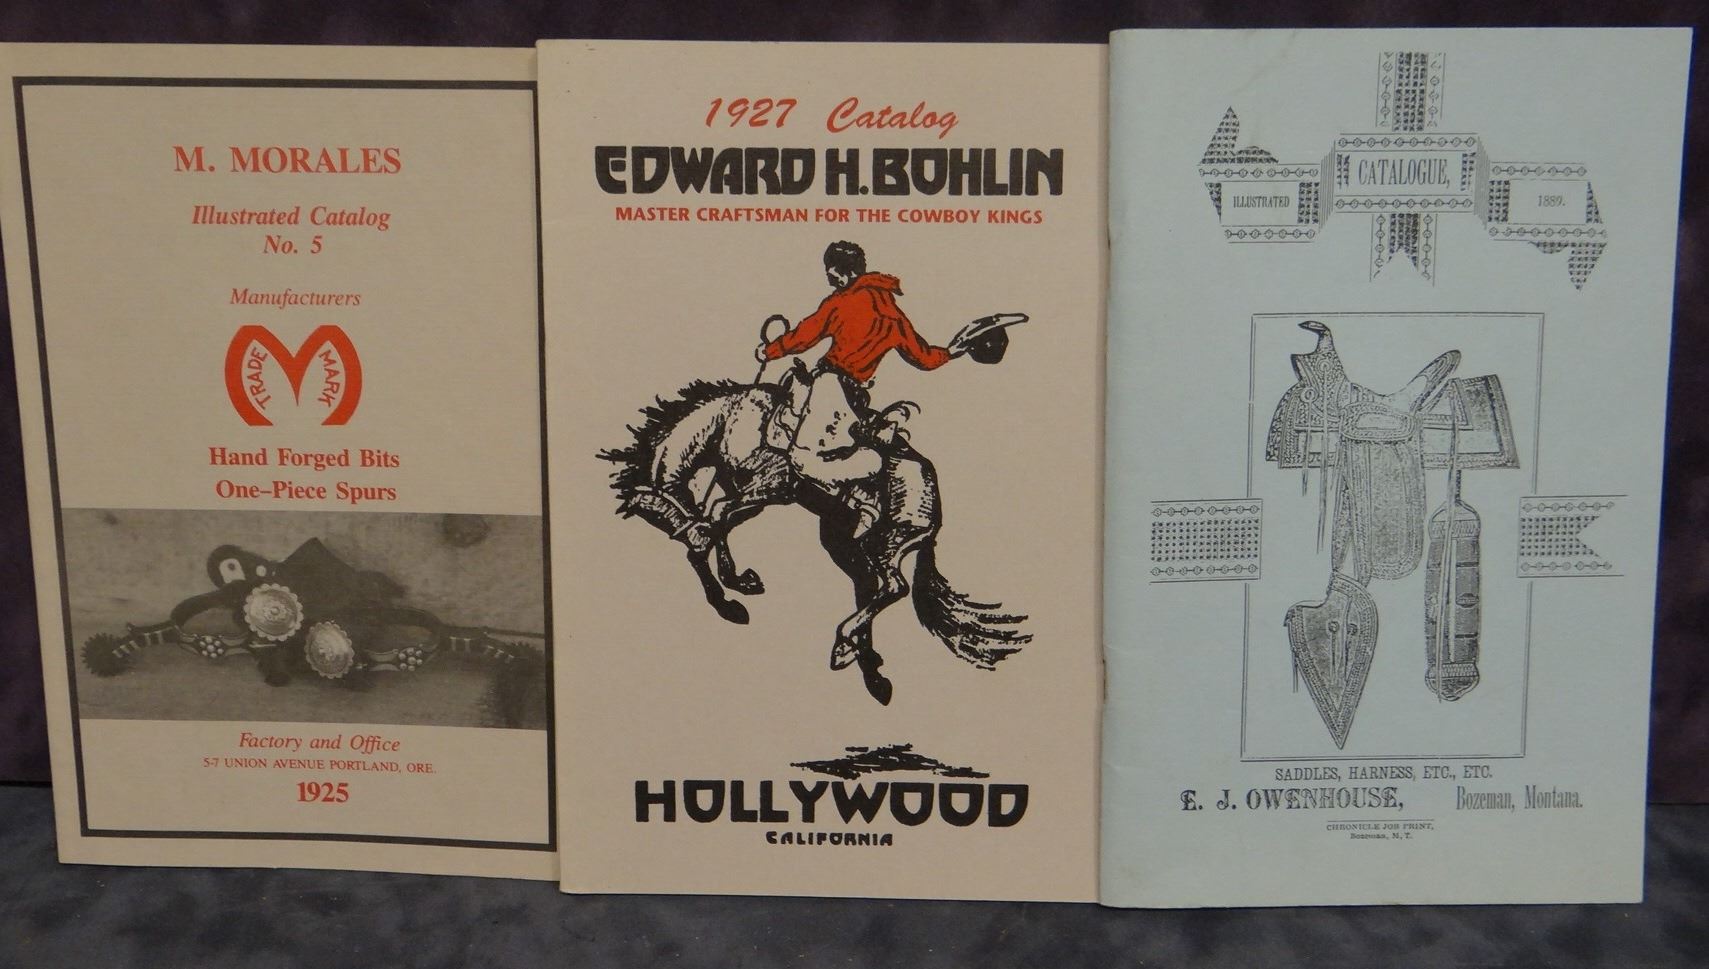 M. MORALES
Illustrated Catalog
No. 5
Manufacturers
TRADE MARK
Hand Forged Bits
One-Piece Spurs
Factory and Office
5-7 UNION AVENUE PORTLAND, ORE.
1925
1927 Catalog
EDWARD H. BOHLIN
MASTER CRAFTSMAN FOR THE COWBOY KINGS
HOLLYWOOD
CALIFORNIA
ILLUSTRATED CATALOGUE, 1889.
SADDLES, HARNESS, ETC., ETC.
E. J. OWENHOUSE, Bozeman, Montana.
CHRONICLE JOB PRINT,
Bozeman, M. T.